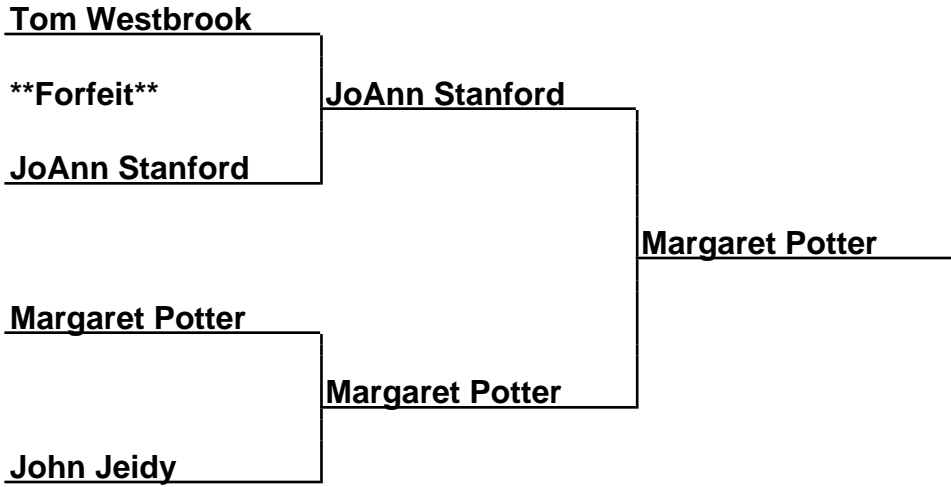 Tom Westbrook
**Forfeit**
JoAnn Stanford
JoAnn Stanford
Margaret Potter
Margaret Potter
Margaret Potter
John Jeidy